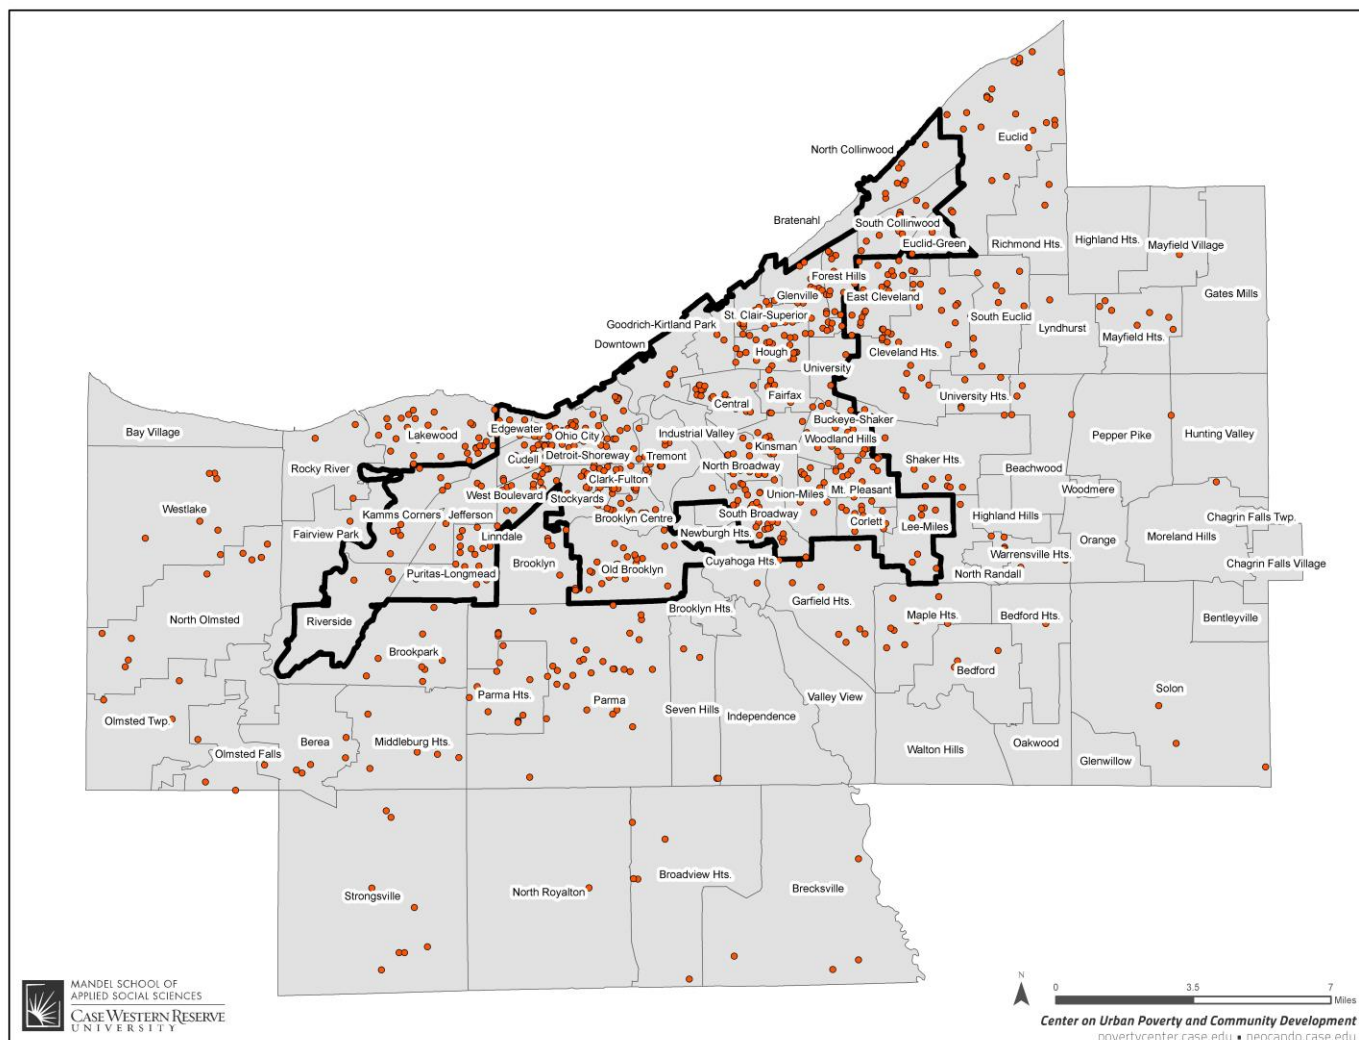 North Collinwood
Euclid
Bratenahl
South Collinwood
Euclid-Green
Richmond Hts.
Highland Hts.
Mayfield Village
Forest Hills
Gates Mills
Glenville
East Cleveland
St. Clair-Superior
South Euclid
Goodrich-Kirtland Park
Lyndhurst
Mayfield Hts.
Downtown
Hough
Cleveland Hts.
University
Central
Fairfax
University Hts.
Buckeye-Shaker
Bay Village
Lakewood
Edgewater
Ohio City
Industrial Valley
Kinsman
Woodland Hills
Pepper Pike
Hunting Valley
Rocky River
Cudell
Detroit-Shoreway
Tremont
North Broadway
Shaker Hts.
Beachwood
Clark-Fulton
Westlake
West Boulevard
Stockyards
Union-Miles
Mt. Pleasant
Woodmere
Kamms Corners
Jefferson
Brooklyn Centre
South Broadway
Corlett
Lee-Miles
Highland Hills
Chagrin Falls Twp.
Fairview Park
Linndale
Newburgh Hts.
Orange
Moreland Hills
Brooklyn
Old Brooklyn
Cuyahoga Hts.
Warrensville Hts.
Chagrin Falls Village
Puritas-Longmead
North Randall
North Olmsted
Riverside
Brooklyn Hts.
Garfield Hts.
Maple Hts.
Bedford Hts.
Bentleyville
Brookpark
Bedford
Parma Hts.
Parma
Seven Hills
Valley View
Solon
Olmsted Twp.
Independence
Berea
Middleburg Hts.
Olmsted Falls
Walton Hills
Oakwood
Glenwillow
Strongsville
North Royalton
Broadview Hts.
Brecksville
MANDEL SCHOOL OF
APPLIED SOCIAL SCIENCES
CASE WESTERN RESERVE
UNIVERSITY
N
0 3.5 7
Miles
Center on Urban Poverty and Community Development
povertycenter.case.edu ▪ neocando.case.edu